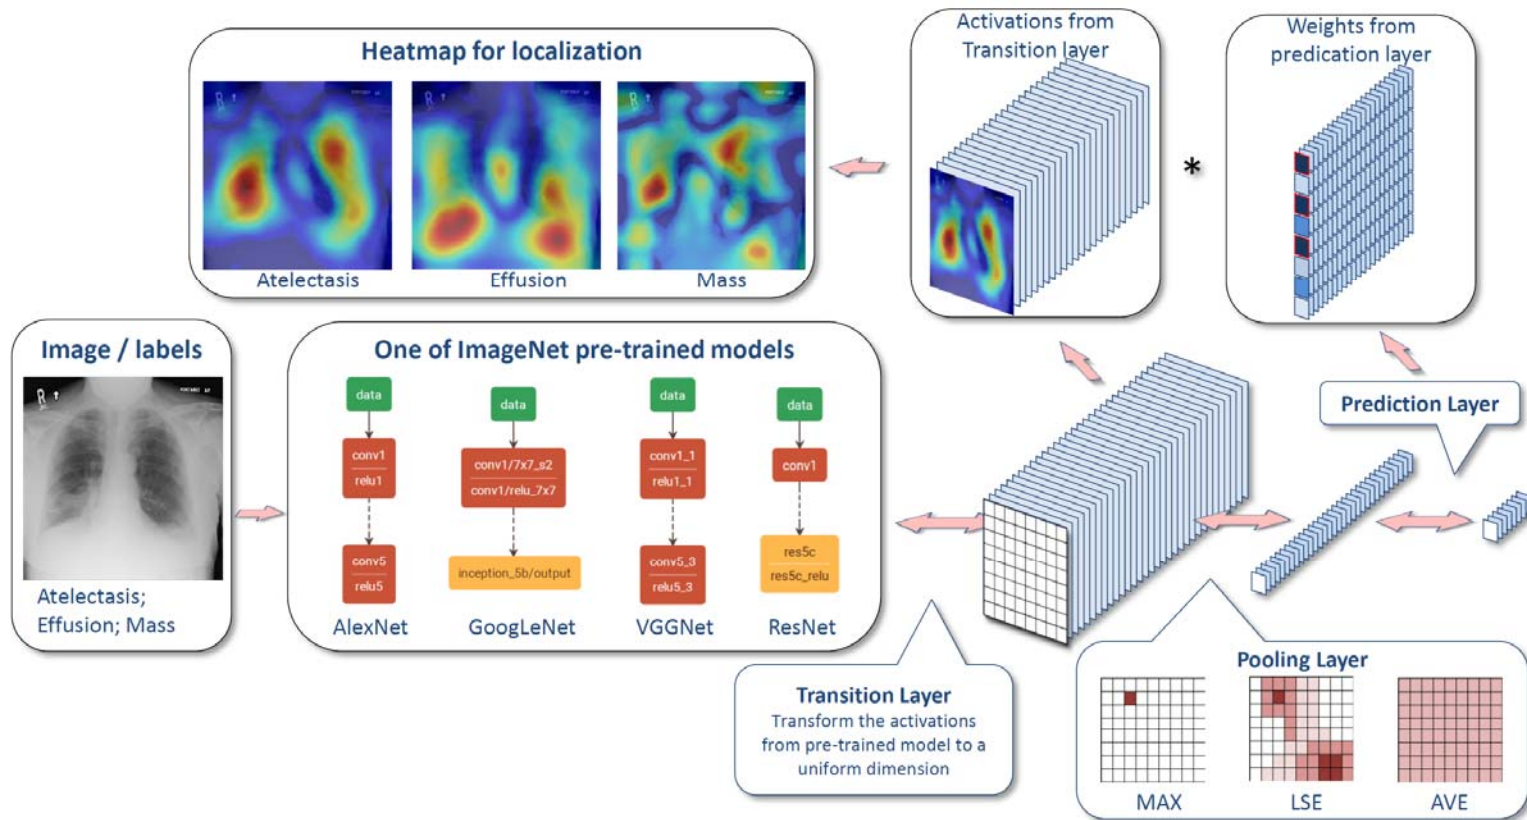 Heatmap for localization
Atelectasis
Effusion
Mass
Activations from
Transition layer
*
Weights from
predication layer
Image / labels
R
PORTABLE
Atelectasis;
Effusion; Mass
One of ImageNet pre-trained models
data
conv1
relu1
conv5
relu5
AlexNet
data
conv1/7x7_s2
conv1/relu_7x7
inception_5b/output
GoogLeNet
data
conv1_1
relu1_1
conv5_3
relu5_3
VGGNet
data
conv1
res5c
res5c_relu
ResNet
Transition Layer
Transform the activations
from pre-trained model to a
uniform dimension
Prediction Layer
Pooling Layer
MAX
LSE
AVE